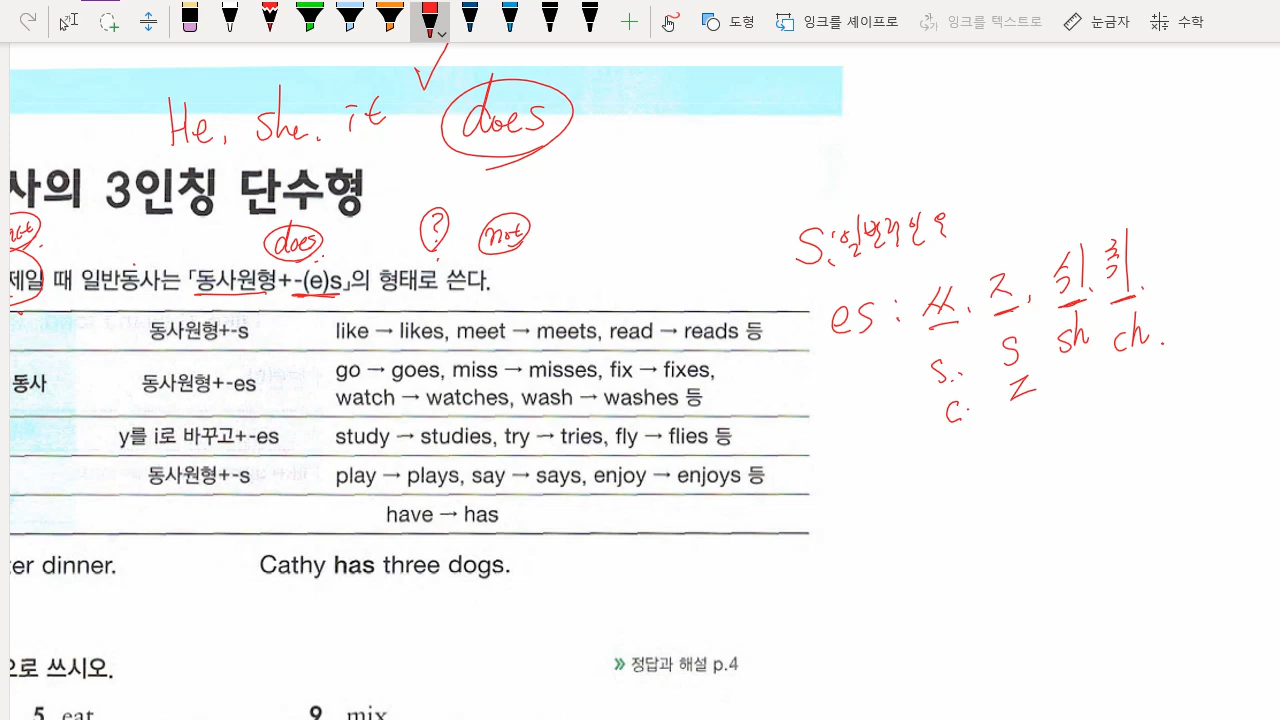 도형 잉크를 셰이프로 잉크를 텍스트로 눈금자 수학
He, she. it does
사의 3인칭 단수형
not does ? not
제일 때 일반동사는 「동사원형+-(e)s」의 형태로 쓴다.
S: 일반적인 경우
es : ㅆ. ㅈ. 쉬. 취.
s. s sh ch.
c. z
동사원형+-s like → likes, meet → meets, read → reads 등
동사 동사원형+-es go → goes, miss → misses, fix → fixes,
watch → watches, wash → washes 등
y를 i로 바꾸고+-es study → studies, try → tries, fly → flies 등
동사원형+-s play → plays, say → says, enjoy → enjoys 등
have → has
er dinner. Cathy has three dogs.
으로 쓰시오.
» 정답과 해설 p.4
5 eat 9 mix